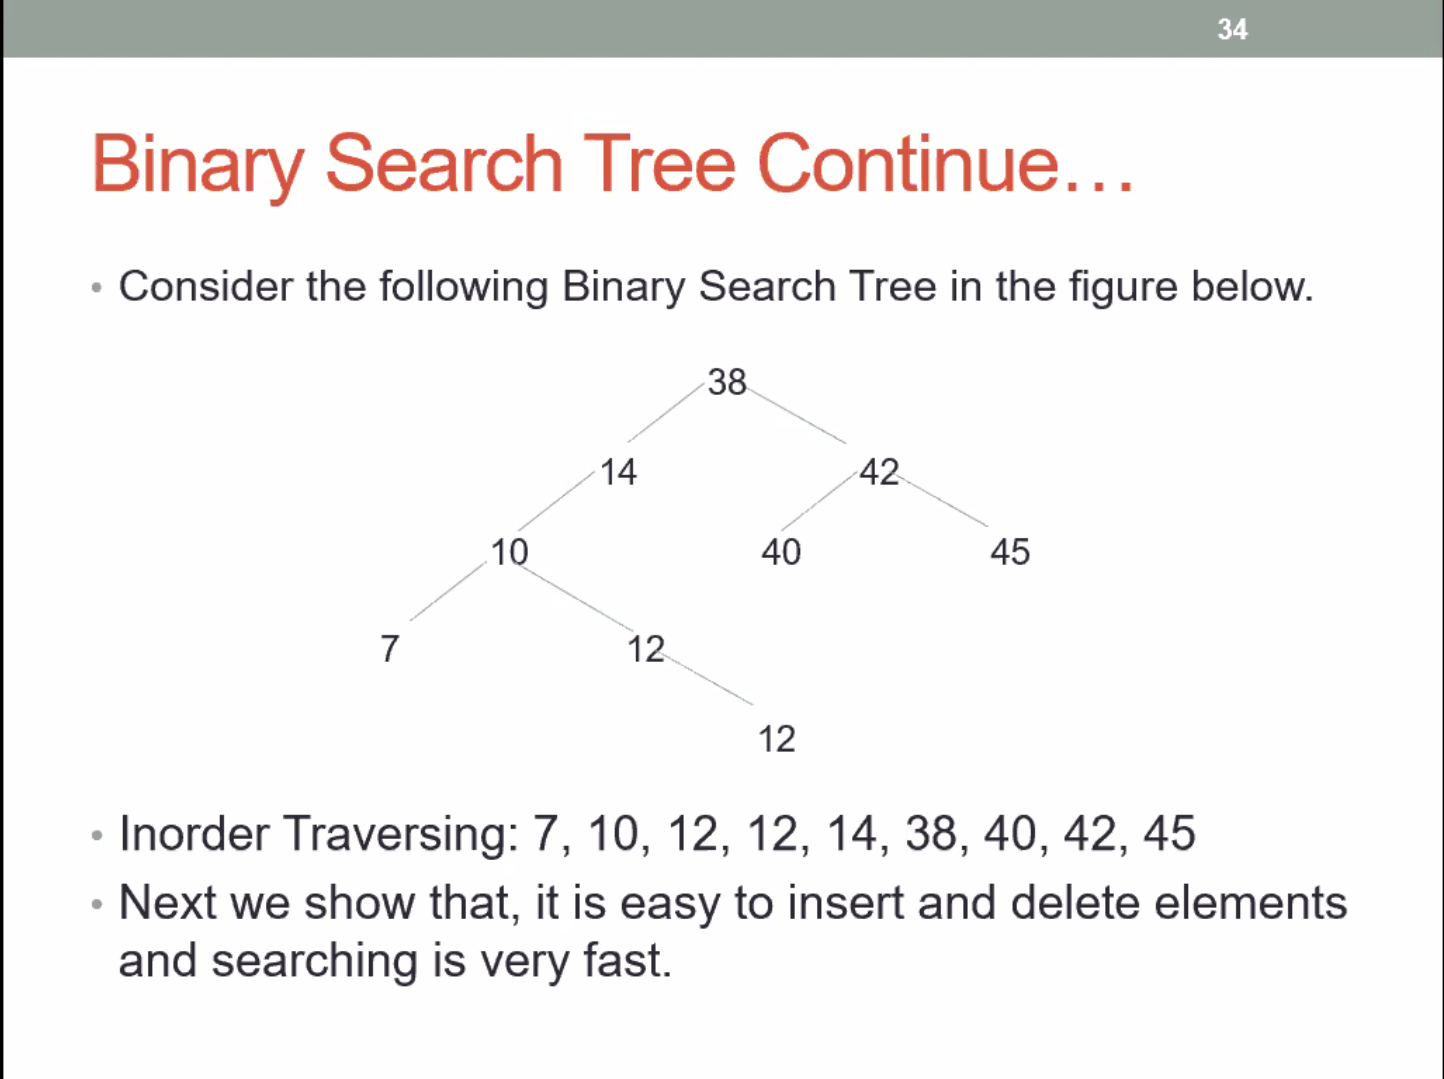 34
Binary Search Tree Continue…
• Consider the following Binary Search Tree in the figure below.
38
14 42
10 40 45
7 12
12
• Inorder Traversing: 7, 10, 12, 12, 14, 38, 40, 42, 45
• Next we show that, it is easy to insert and delete elements
and searching is very fast.